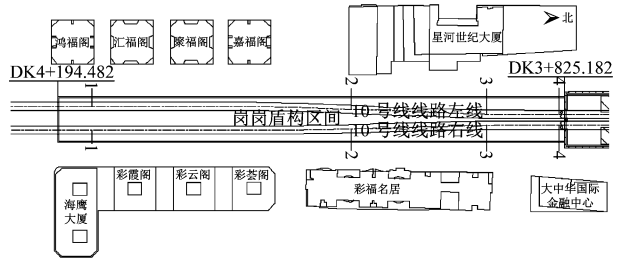 北
鸿福阁 汇福阁 聚福阁 嘉福阁
星河世纪大厦
DK4+194.482
DK3+825.182
1 2 3 4
10号线线路左线
岗岗盾构区间
10号线线路右线
1 2 3 4
彩霞阁 彩云阁 彩荟阁
海鹰
大厦
彩福名居
大中华国际
金融中心